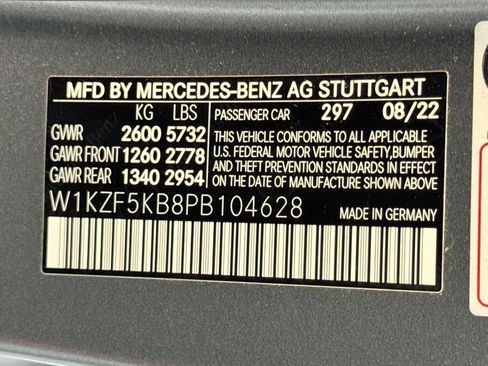 MFD BY MERCEDES-BENZ AG STUTTGART
KG LBS PASSENGER CAR 297 08/22
GVWR 2600 5732 THIS VEHICLE CONFORMS TO ALL APPLICABLE
GAWR FRONT 1260 2778 U.S. FEDERAL MOTOR VEHICLE SAFETY, BUMPER
GAWR REAR 1340 2954 AND THEFT PREVENTION STANDARDS IN EFFECT
ON THE DATE OF MANUFACTURE SHOWN ABOVE.
W1KZF5KB8PB104628 MADE IN GERMANY